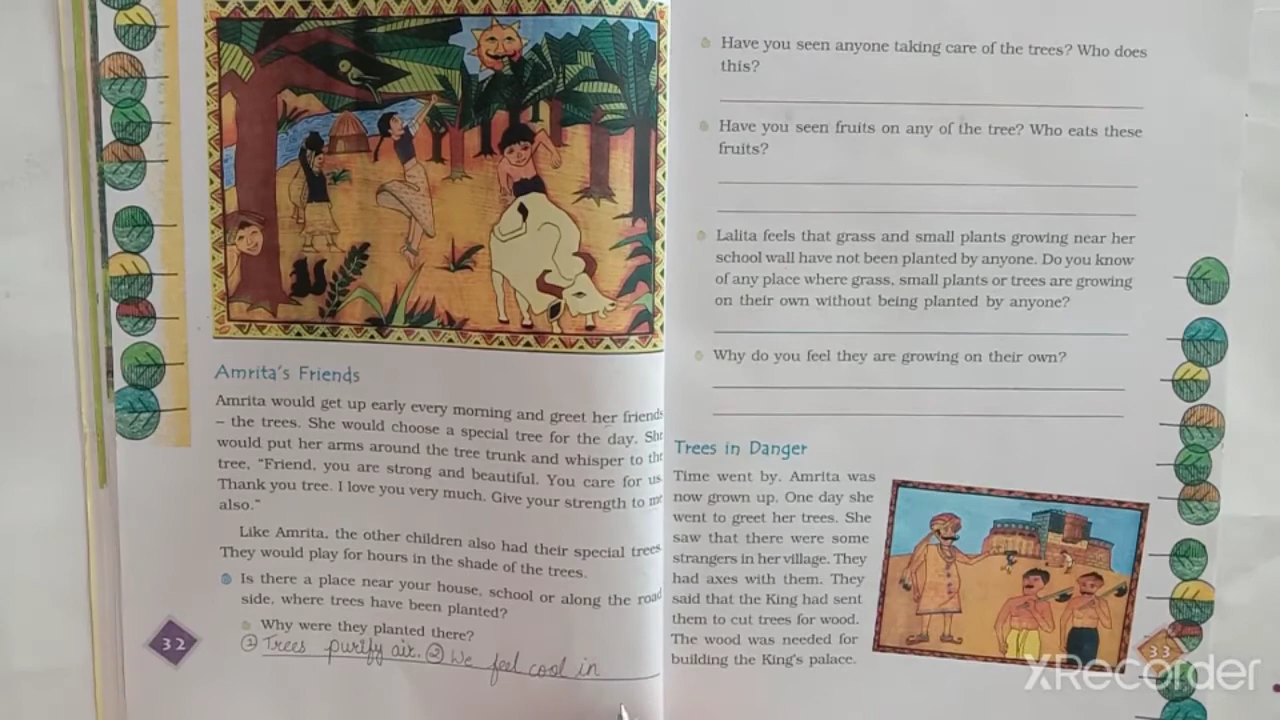 Amrita's Friends
Amrita would get up early every morning and greet her friends
– the trees. She would choose a special tree for the day. She
would put her arms around the tree trunk and whisper to the
tree, "Friend, you are strong and beautiful. You care for us.
Thank you tree. I love you very much. Give your strength to me
also."
Like Amrita, the other children also had their special trees.
They would play for hours in the shade of the trees.
Is there a place near your house, school or along the road
side, where trees have been planted?
Why were they planted there?
① Trees purify air. ② We feel cool in
32
Have you seen anyone taking care of the trees? Who does
this?
Have you seen fruits on any of the tree? Who eats these
fruits?
Lalita feels that grass and small plants growing near her
school wall have not been planted by anyone. Do you know
of any place where grass, small plants or trees are growing
on their own without being planted by anyone?
Why do you feel they are growing on their own?
Trees in Danger
Time went by. Amrita was
now grown up. One day she
went to greet her trees. She
saw that there were some
strangers in her village. They
had axes with them. They
said that the King had sent
them to cut trees for wood.
The wood was needed for
building the King's palace.
33
XRecorder